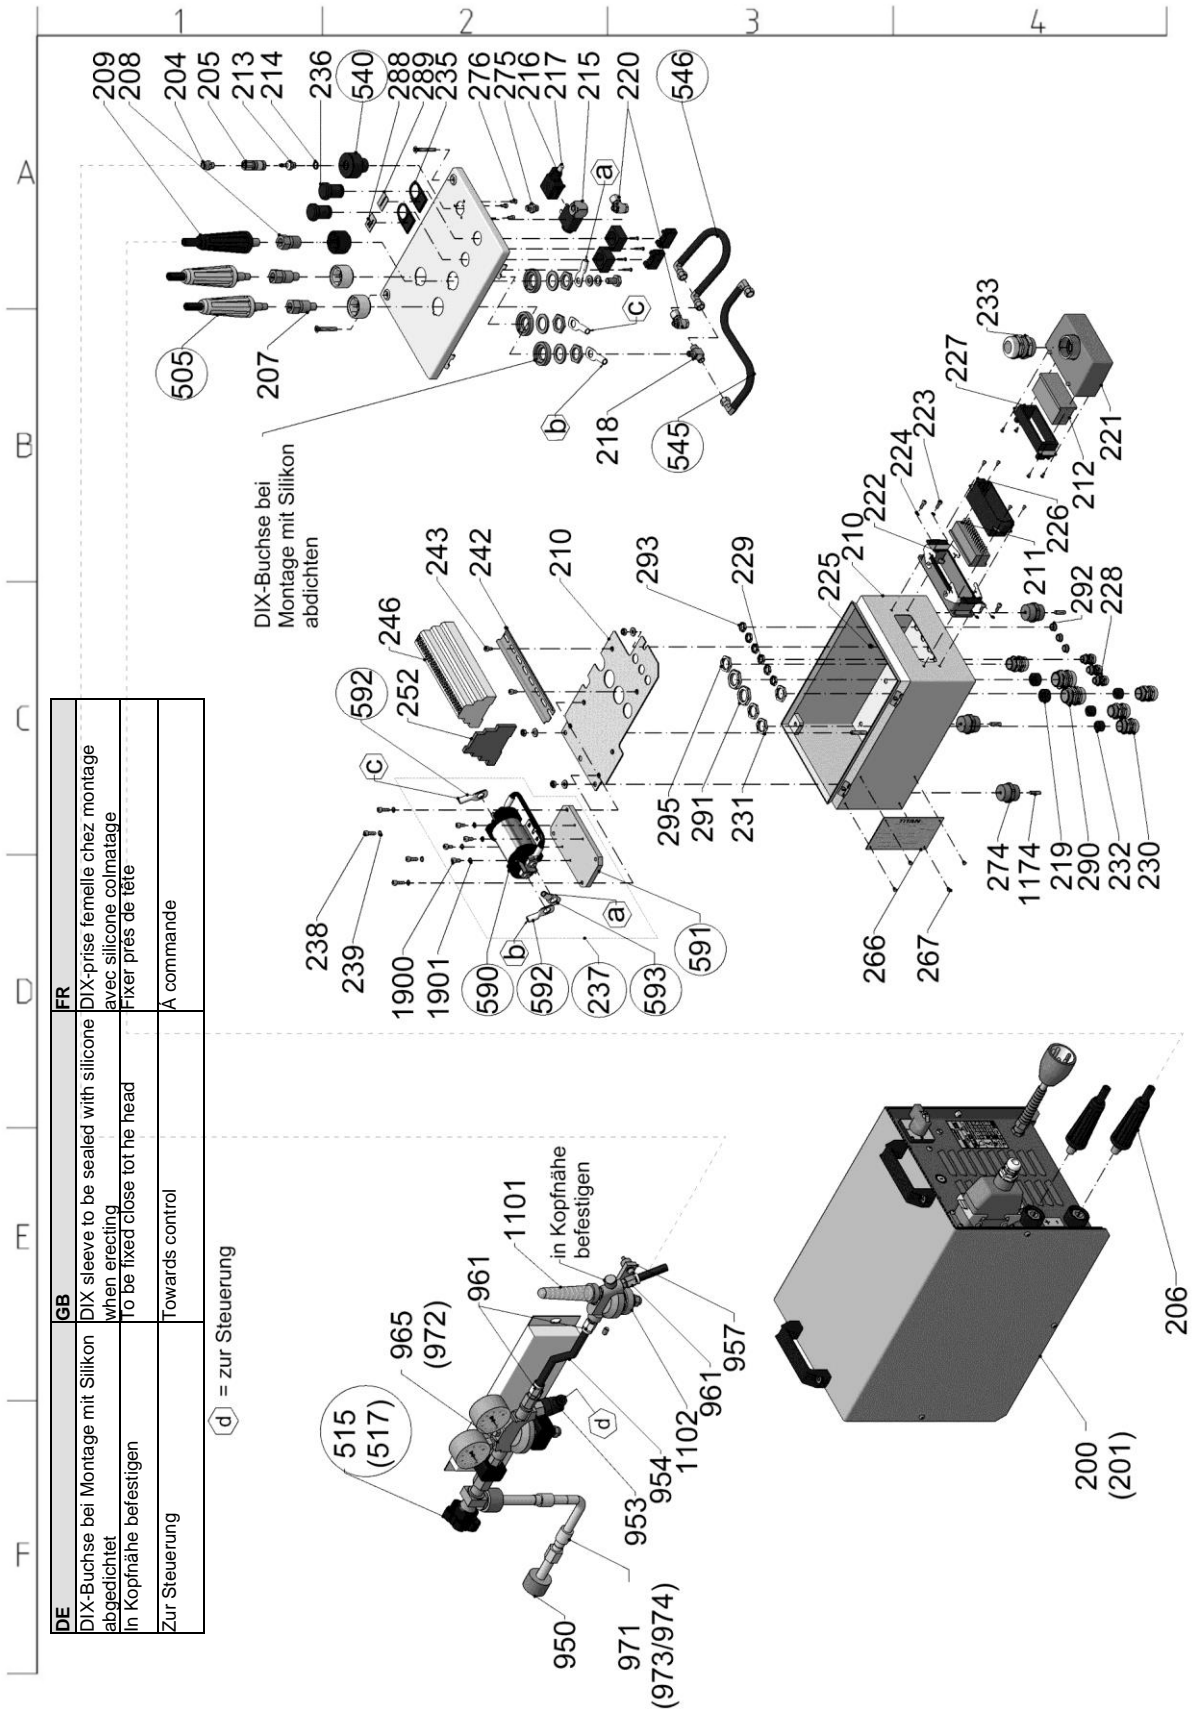 1
2
3
4
A
B
C
D
E
F
DE
GB
FR
DIX-Buchse bei Montage mit Silikon
abgedichtet
DIX sleeve to be sealed with silicone
when erecting
DIX-prise femelle chez montage
avec silicone colmatage
In Kopfnähe befestigen
To be fixed close tot he head
Fixer prés de tête
Zur Steuerung
Towards control
Á commande
d = zur Steuerung
209
208
204
205
213
214
236
540
288
289
235
276
275
216
217
215
220
546
a
505
207
c
b
218
545
DIX-Buchse bei
Montage mit Silikon
abdichten
233
227
223
224
222
210
221
212
226
211
292
228
243
242
210
293
229
225
246
252
592
c
295
291
231
238
239
1900
1901
590
b
592
237
593
a
591
TITAN
266
267
274
1174
219
290
232
230
515
(517)
965
(972)
961
1101
in Kopfnähe
befestigen
957
961
1102
954
953
d
950
971
(973/974)
200
(201)
206